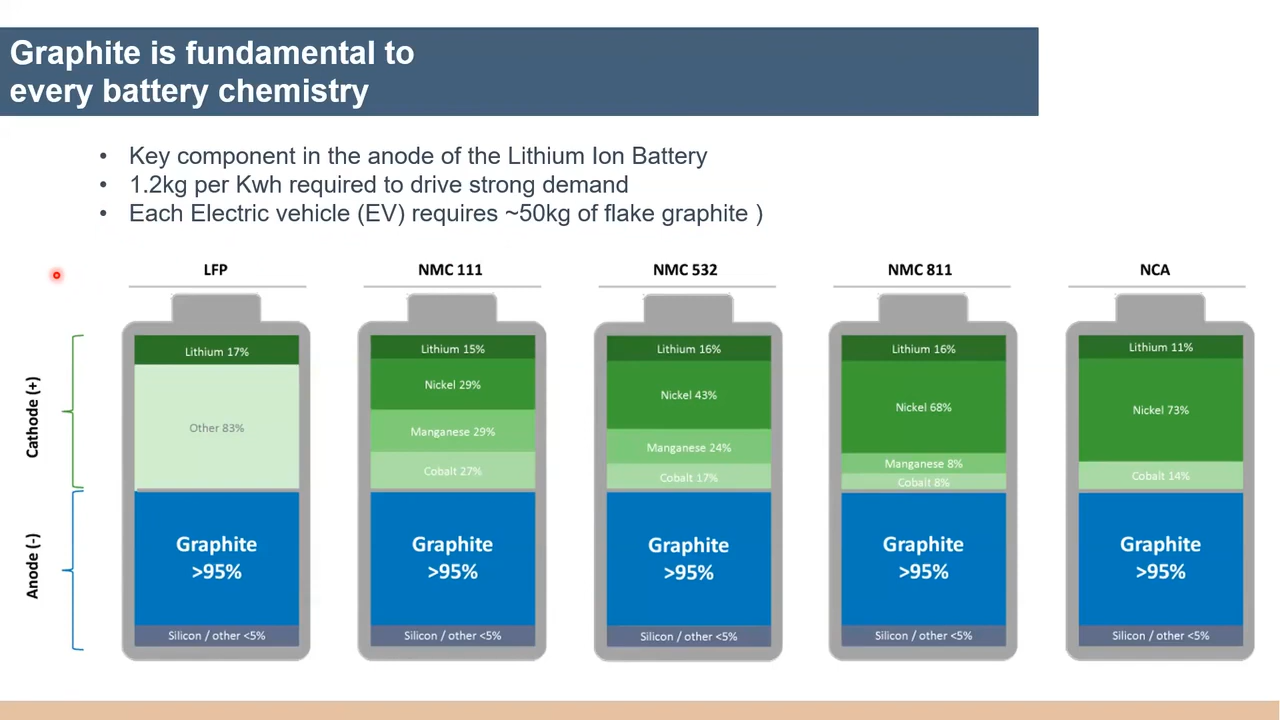 Graphite is fundamental to
every battery chemistry
• Key component in the anode of the Lithium Ion Battery
• 1.2kg per Kwh required to drive strong demand
• Each Electric vehicle (EV) requires ~50kg of flake graphite )
LFP
NMC 111
NMC 532
NMC 811
NCA
Cathode (+)
Anode (-)
Lithium 17%
Other 83%
Graphite
>95%
Silicon / other <5%
Lithium 15%
Nickel 29%
Manganese 29%
Cobalt 27%
Graphite
>95%
Silicon / other <5%
Lithium 16%
Nickel 43%
Manganese 24%
Cobalt 17%
Graphite
>95%
Silicon / other <5%
Lithium 16%
Nickel 68%
Manganese 8%
Cobalt 8%
Graphite
>95%
Silicon / other <5%
Lithium 11%
Nickel 73%
Cobalt 14%
Graphite
>95%
Silicon / other <5%